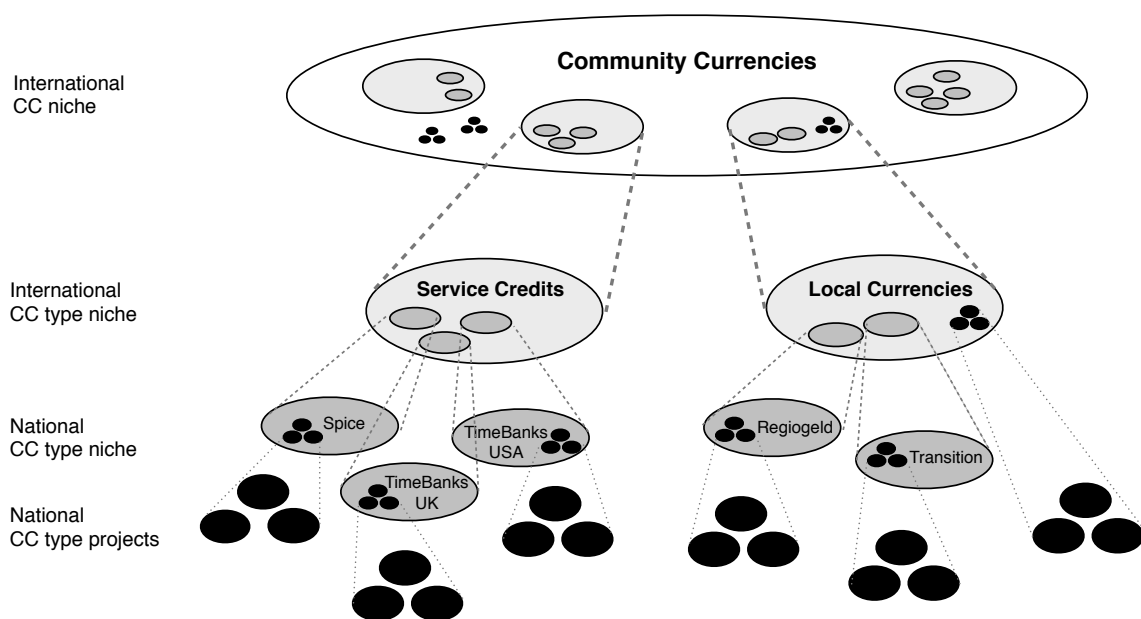 Community Currencies
International
CC niche
International
CC type niche
Service Credits
Local Currencies
National
CC type niche
Spice
TimeBanks
USA
Regiogeld
Transition
TimeBanks
UK
National
CC type projects